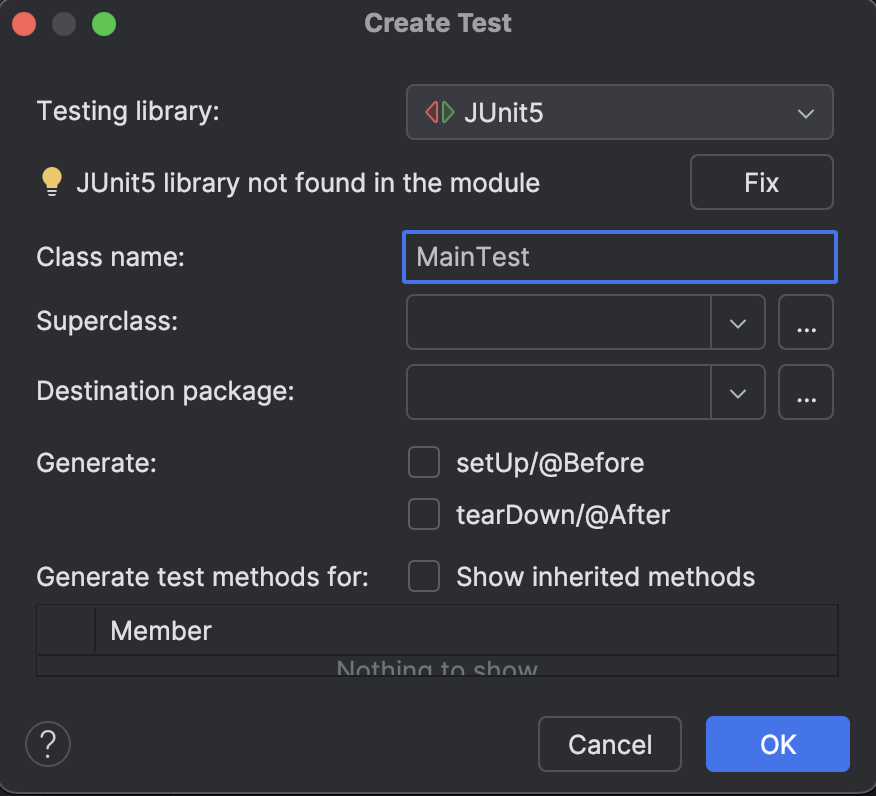 Create Test
Testing library: JUnit5
JUnit5 library not found in the module Fix
Class name: MainTest
Superclass: ...
Destination package: ...
Generate: setUp/@Before
tearDown/@After
Generate test methods for: Show inherited methods
Member
Nothing to show
? Cancel OK